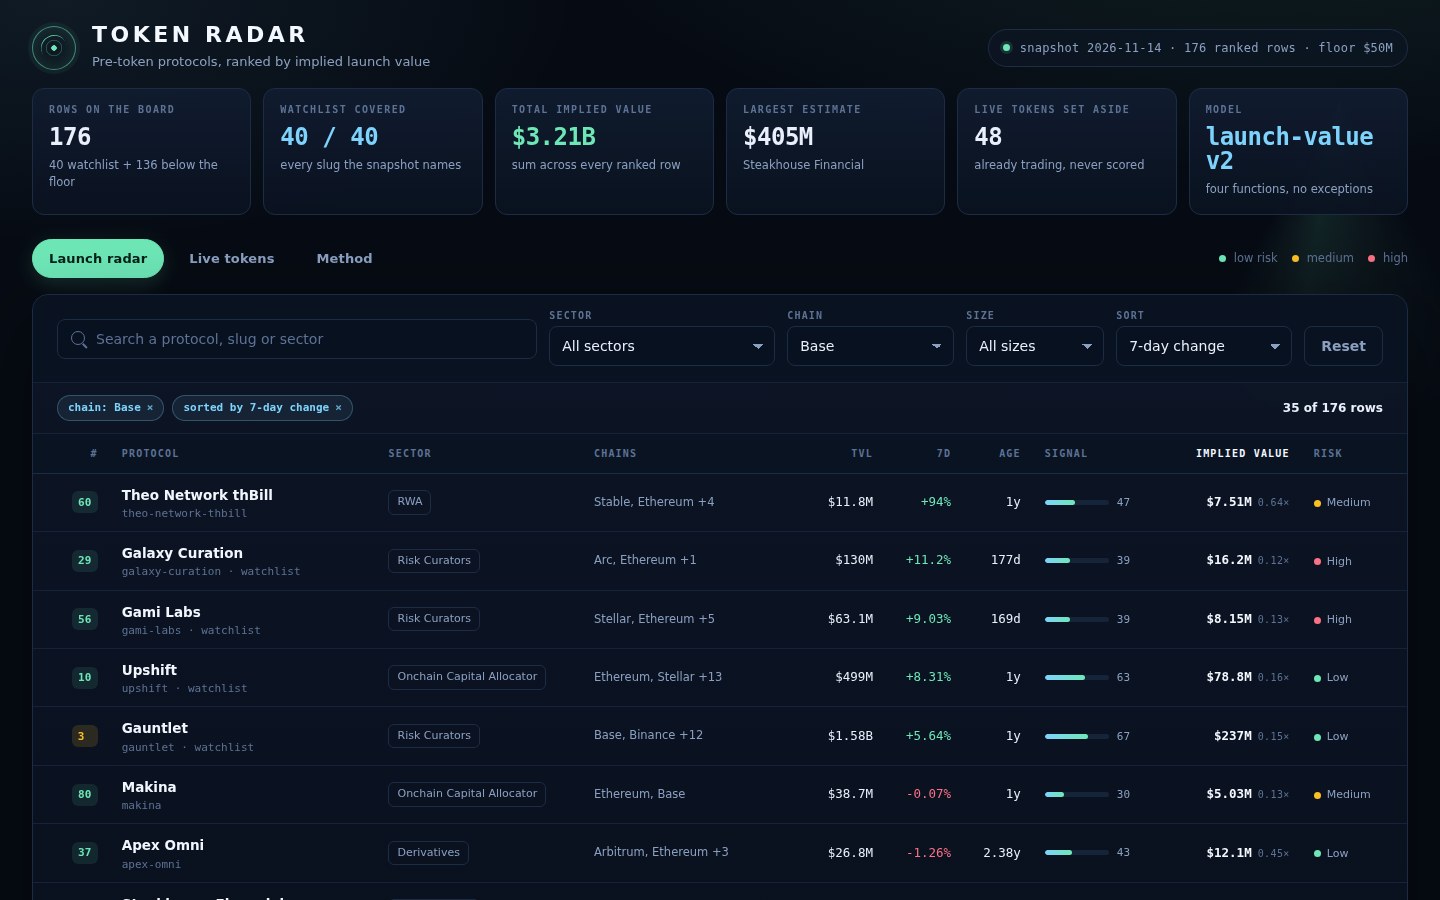 TOKEN RADAR
Pre-token protocols, ranked by implied launch value
snapshot 2026-11-14 · 176 ranked rows · floor $50M
ROWS ON THE BOARD
176
40 watchlist + 136 below the
floor
WATCHLIST COVERED
40 / 40
every slug the snapshot names
TOTAL IMPLIED VALUE
$3.21B
sum across every ranked row
LARGEST ESTIMATE
$405M
Steakhouse Financial
LIVE TOKENS SET ASIDE
48
already trading, never scored
MODEL
launch-value
v2
four functions, no exceptions
Launch radar Live tokens Method
low risk medium high
Search a protocol, slug or sector
SECTOR
All sectors
CHAIN
Base
SIZE
All sizes
SORT
7-day change
Reset
chain: Base × sorted by 7-day change ×
35 of 176 rows
# PROTOCOL SECTOR CHAINS TVL 7D AGE SIGNAL IMPLIED VALUE RISK
60 Theo Network thBill RWA Stable, Ethereum +4 $11.8M +94% 1y 47 $7.51M 0.64× Medium
theo-network-thbill
29 Galaxy Curation Risk Curators Arc, Ethereum +1 $130M +11.2% 177d 39 $16.2M 0.12× High
galaxy-curation · watchlist
56 Gami Labs Risk Curators Stellar, Ethereum +5 $63.1M +9.03% 169d 39 $8.15M 0.13× High
gami-labs · watchlist
10 Upshift Onchain Capital Allocator Ethereum, Stellar +13 $499M +8.31% 1y 63 $78.8M 0.16× Low
upshift · watchlist
3 Gauntlet Risk Curators Base, Binance +12 $1.58B +5.64% 1y 67 $237M 0.15× Low
gauntlet · watchlist
80 Makina Onchain Capital Allocator Ethereum, Base $38.7M -0.07% 1y 30 $5.03M 0.13× Medium
makina
37 Apex Omni Derivatives Arbitrum, Ethereum +3 $26.8M -1.26% 2.38y 43 $12.1M 0.45× Low
apex-omni